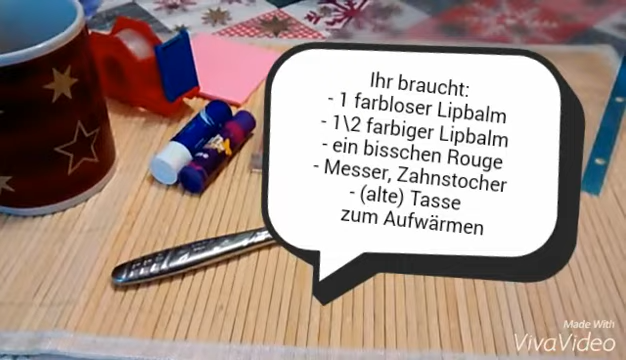 Ihr braucht:
- 1 farbloser Lipbalm
- 1\2 farbiger Lipbalm
- ein bisschen Rouge
- Messer, Zahnstocher
- (alte) Tasse
zum Aufwärmen
Made With
VivaVideo